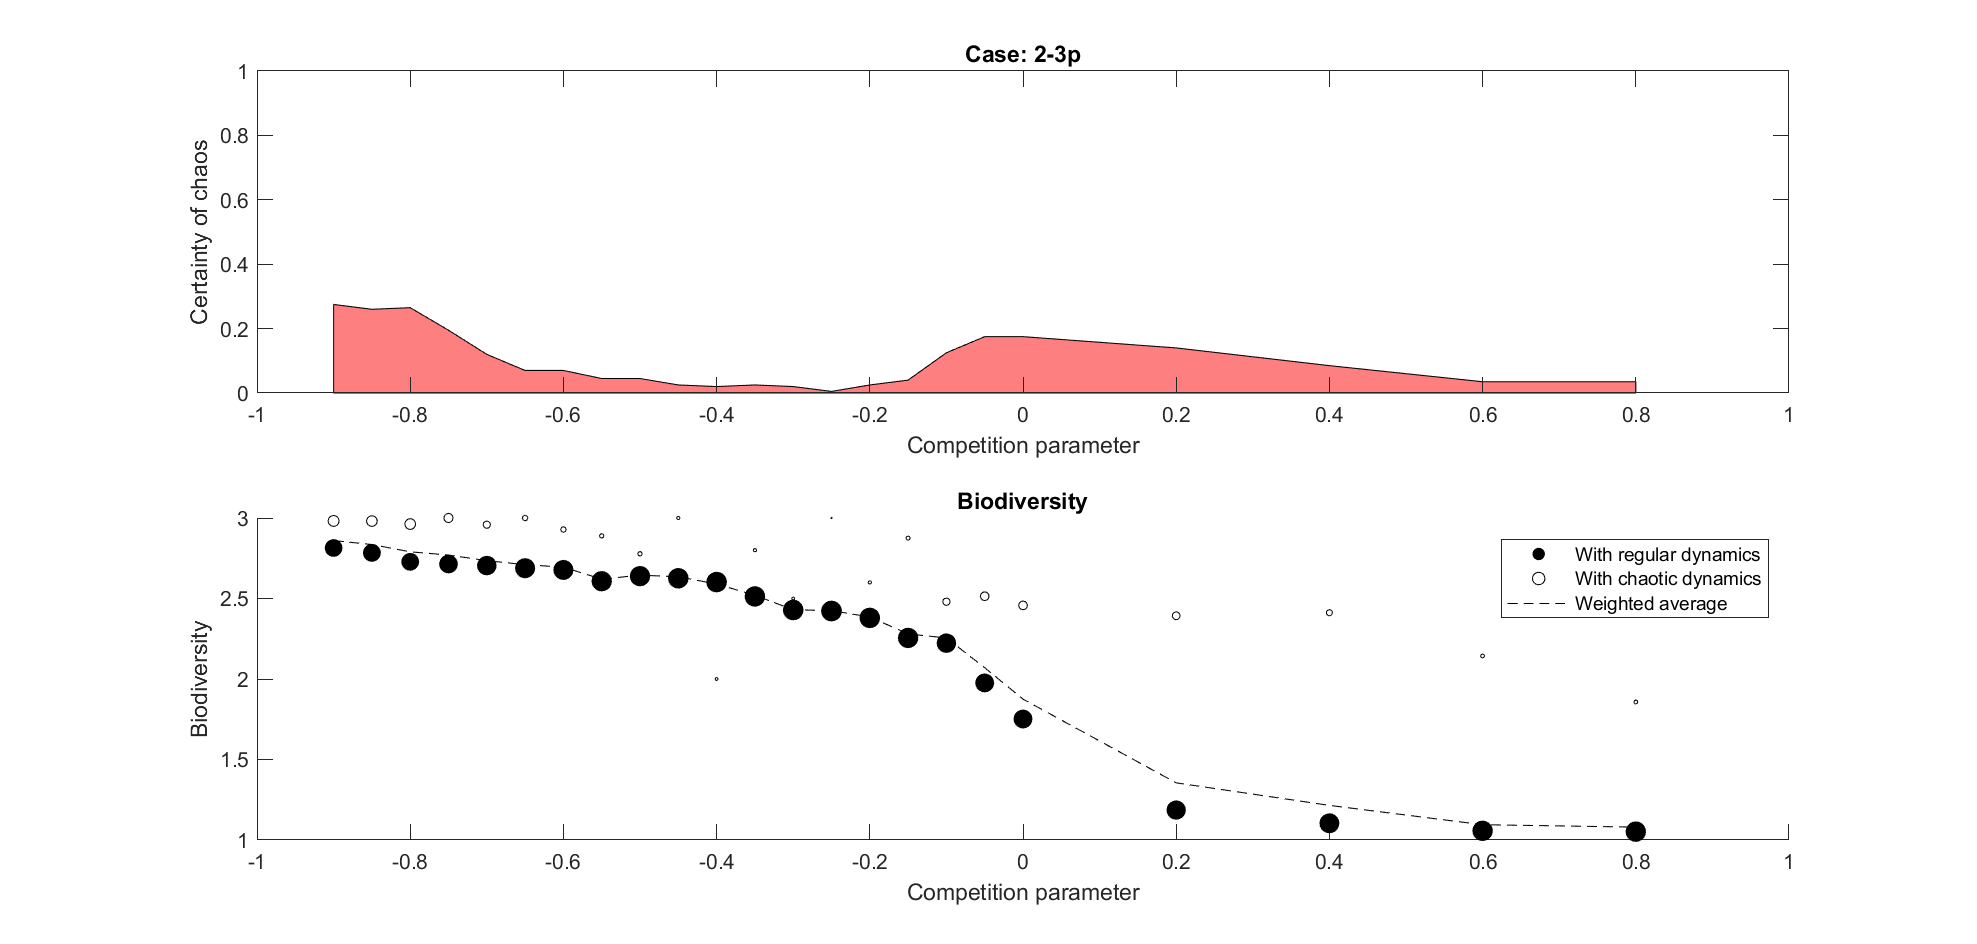 Case: 2-3p
1
0.8
0.6
0.4
0.2
0
Certainty of chaos
-1 -0.8 -0.6 -0.4 -0.2 0 0.2 0.4 0.6 0.8 1
Competition parameter
Biodiversity
3
2.5
2
1.5
1
Biodiversity
With regular dynamics
With chaotic dynamics
Weighted average
-1 -0.8 -0.6 -0.4 -0.2 0 0.2 0.4 0.6 0.8 1
Competition parameter